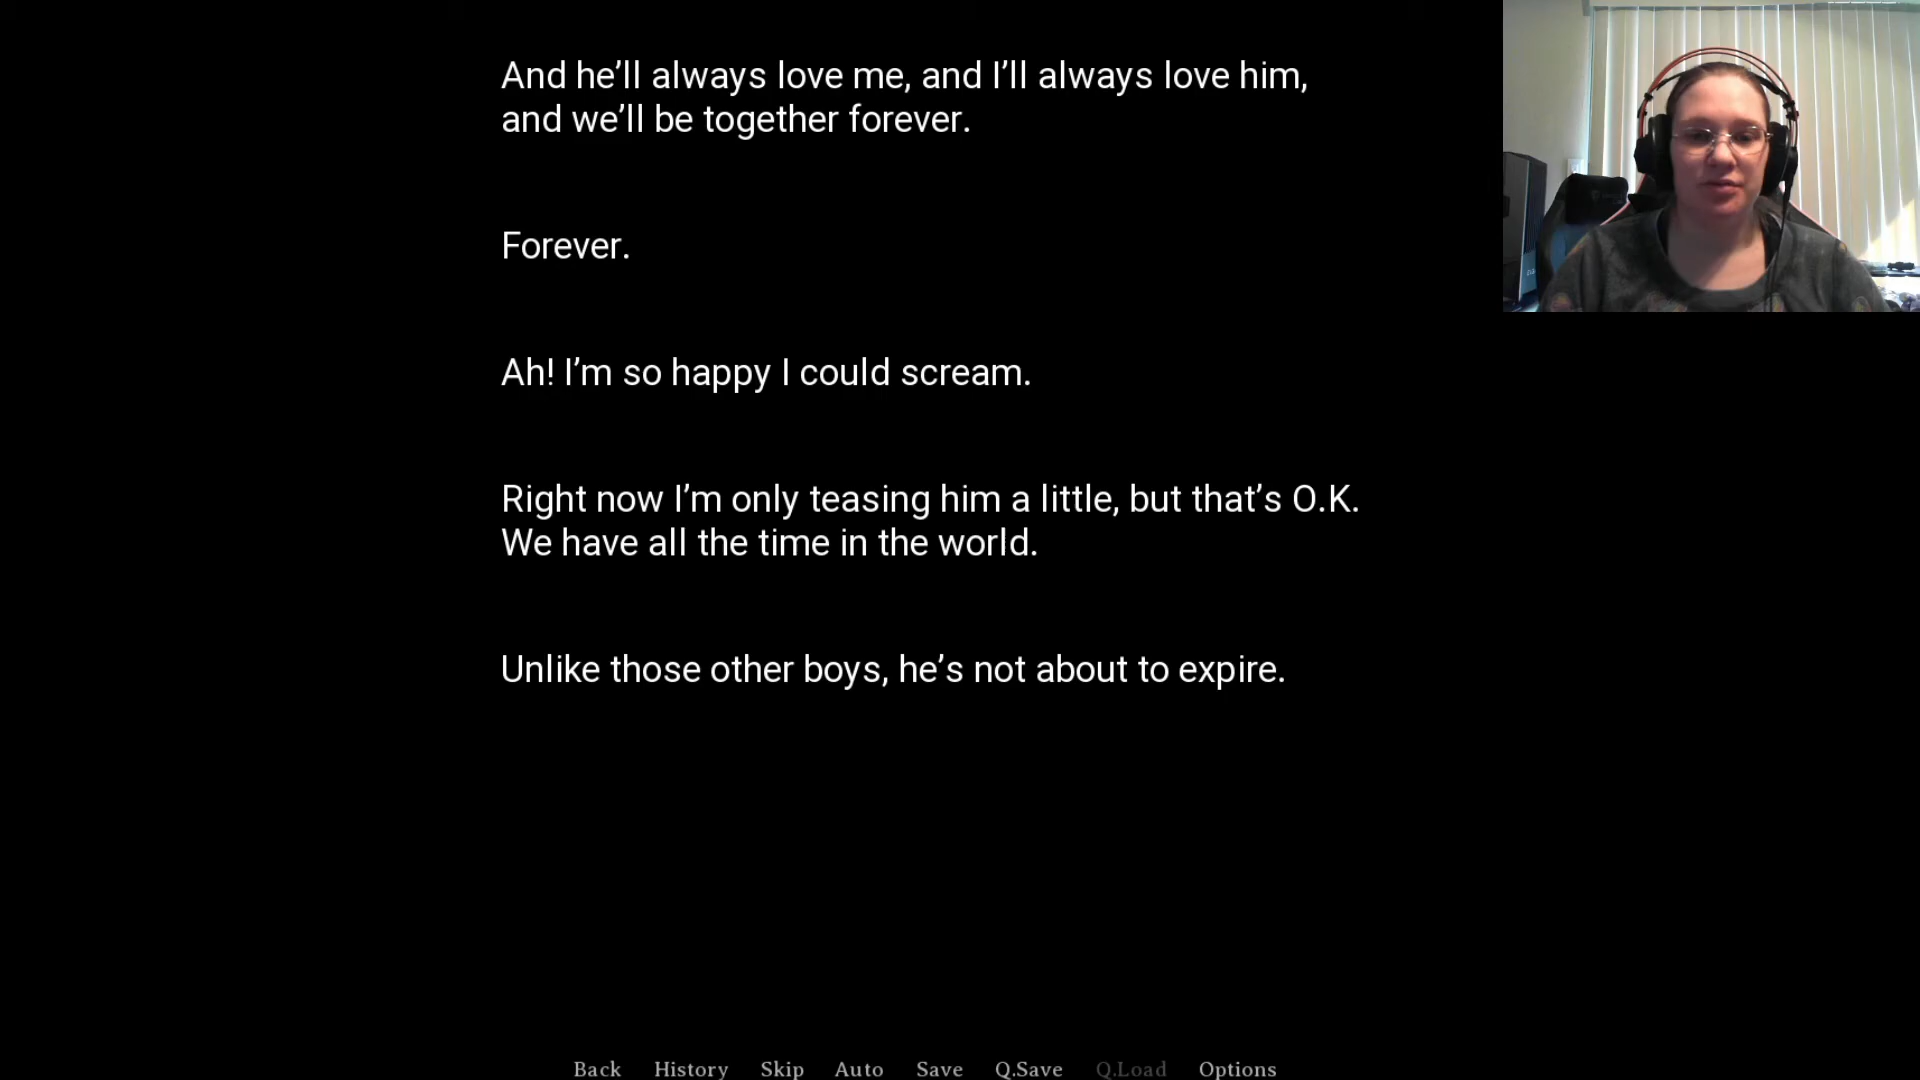 And he’ll always love me, and I’ll always love him,
and we’ll be together forever.
Forever.
Ah! I’m so happy I could scream.
Right now I’m only teasing him a little, but that’s O.K.
We have all the time in the world.
Unlike those other boys, he’s not about to expire.
Back History Skip Auto Save Q.Save Q.Load Options